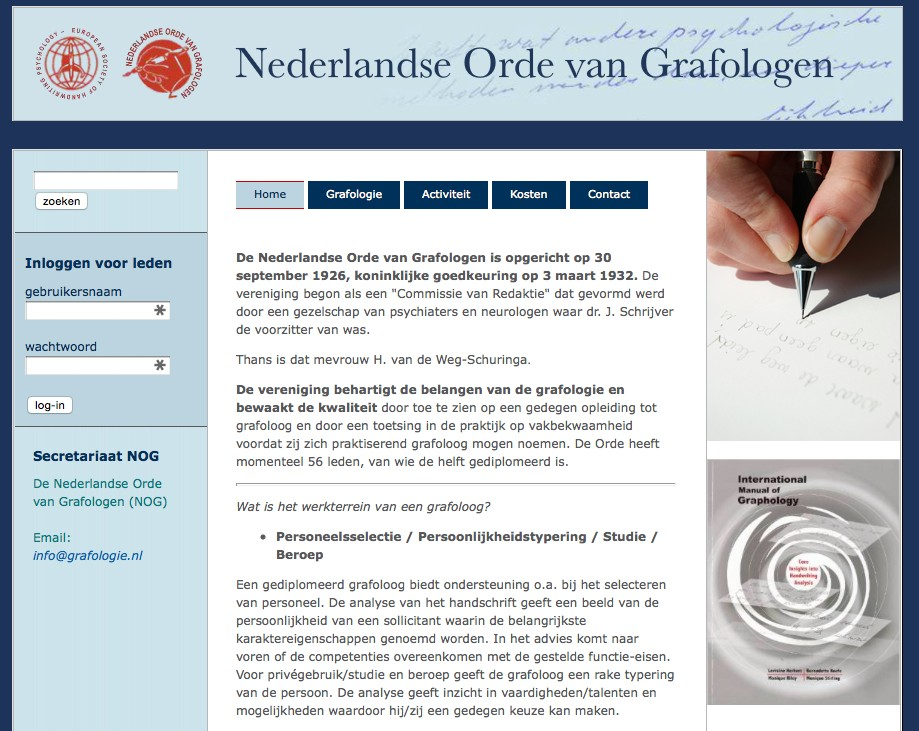 PSYCHOLOGY – EUROPEAN SOCIETY OF HANDWRITING
NEDERLANDSE ORDE VAN GRAFOLOGEN
Nederlandse Orde van Grafologen
wat andere psychologische
zoeken
Inloggen voor leden
gebruikersnaam
wachtwoord
log-in
Secretariaat NOG
De Nederlandse Orde
van Grafologen (NOG)
Email:
info@grafologie.nl
Home Grafologie Activiteit Kosten Contact
De Nederlandse Orde van Grafologen is opgericht op 30
september 1926, koninklijke goedkeuring op 3 maart 1932. De
vereniging begon als een "Commissie van Redaktie" dat gevormd werd
door een gezelschap van psychiaters en neurologen waar dr. J. Schrijver
de voorzitter van was.
Thans is dat mevrouw H. van de Weg-Schuringa.
De vereniging behartigt de belangen van de grafologie en
bewaakt de kwaliteit door toe te zien op een gedegen opleiding tot
grafoloog en door een toetsing in de praktijk op vakbekwaamheid
voordat zij zich praktiserend grafoloog mogen noemen. De Orde heeft
momenteel 56 leden, van wie de helft gediplomeerd is.
Wat is het werkterrein van een grafoloog?
• Personeelsselectie / Persoonlijkheidstypering / Studie /
Beroep
Een gediplomeerd grafoloog biedt ondersteuning o.a. bij het selecteren
van personeel. De analyse van het handschrift geeft een beeld van de
persoonlijkheid van een sollicitant waarin de belangrijkste
karaktereigenschappen genoemd worden. In het advies komt naar
voren of de competenties overeenkomen met de gestelde functie-eisen.
Voor privégebruik/studie en beroep geeft de grafoloog een rake typering
van de persoon. De analyse geeft inzicht in vaardigheden/talenten en
mogelijkheden waardoor hij/zij een gedegen keuze kan maken.
International
Manual of
Graphology
Core
Insights into
Handwriting
Analysis